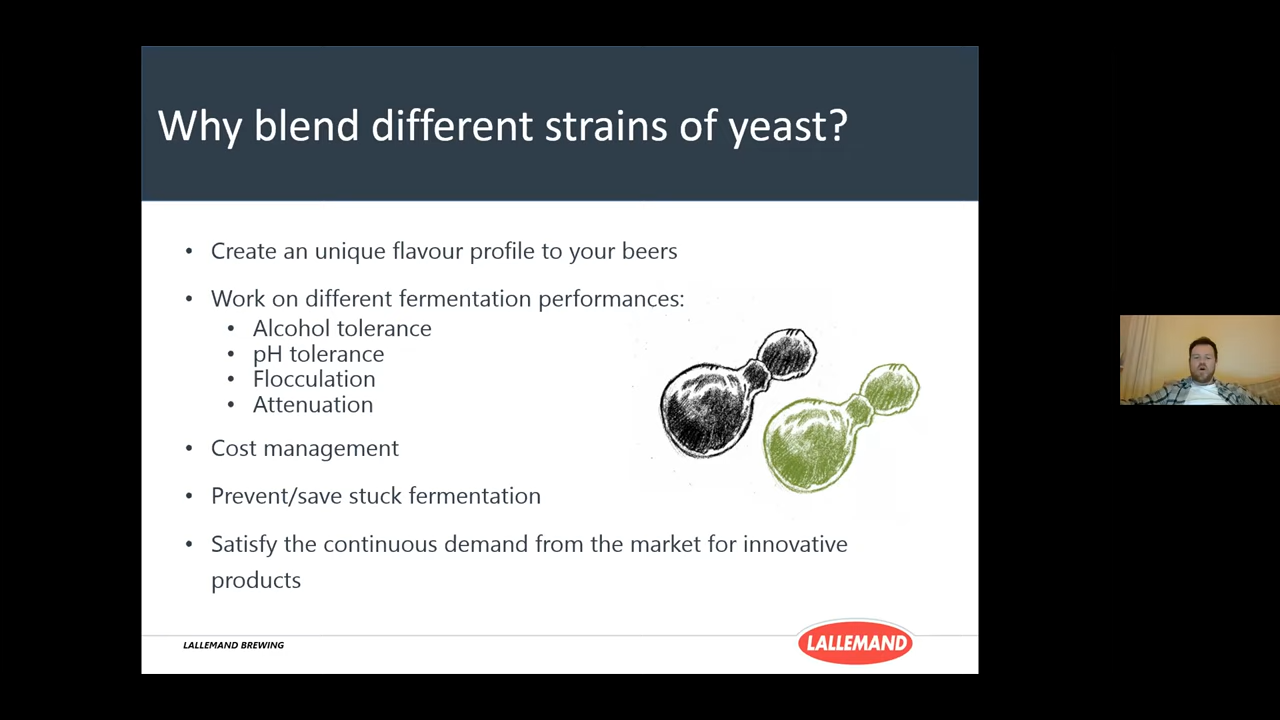 Why blend different strains of yeast?
• Create an unique flavour profile to your beers
• Work on different fermentation performances:
• Alcohol tolerance
• pH tolerance
• Flocculation
• Attenuation
• Cost management
• Prevent/save stuck fermentation
• Satisfy the continuous demand from the market for innovative
products
LALLEMAND BREWING
LALLEMAND